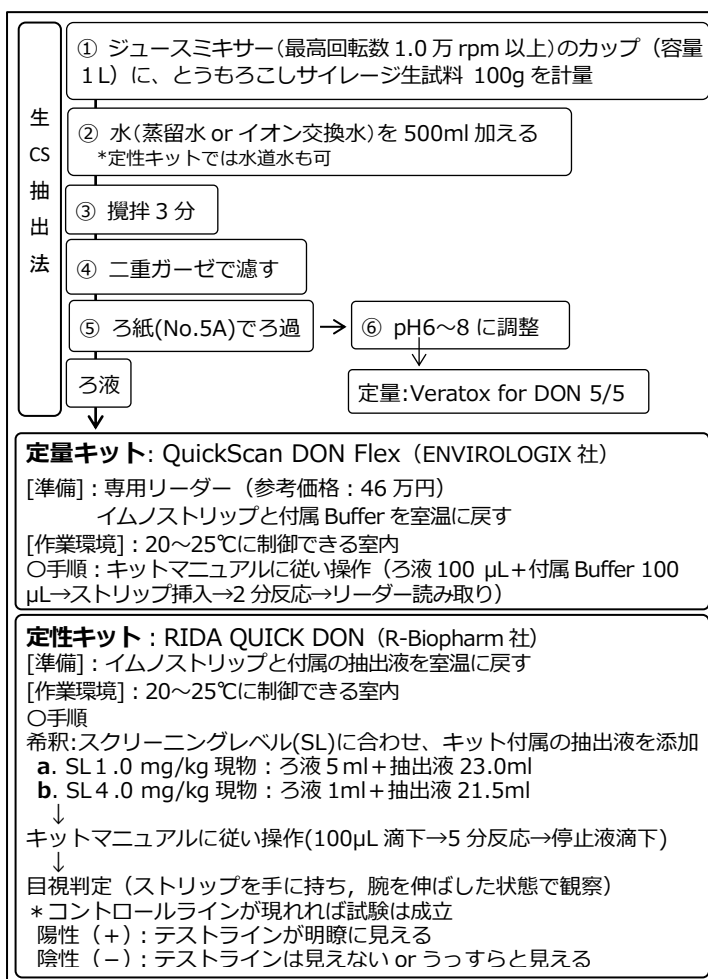 生CS抽出法
① ジュースミキサー(最高回転数 1.0 万 rpm 以上)のカップ（容量
１L）に、とうもろこしサイレージ生試料 100g を計量
② 水(蒸留水 or イオン交換水)を 500ml 加える
*定性キットでは水道水も可
③ 攪拌 3 分
④ 二重ガーゼで濾す
⑤ ろ紙(No.5A)でろ過 → ⑥ pH6～8 に調整
ろ液
定量:Veratox for DON 5/5
定量キット: QuickScan DON Flex（ENVIROLOGIX 社）
[準備]：専用リーダー（参考価格：46 万円）
イムノストリップと付属 Buffer を室温に戻す
[作業環境]：20～25℃に制御できる室内
〇手順：キットマニュアルに従い操作（ろ液 100 µL＋付属 Buffer 100
µL→ストリップ挿入→2 分反応→リーダー読み取り）
定性キット：RIDA QUICK DON（R-Biopharm 社）
[準備]：イムノストリップと付属の抽出液を室温に戻す
[作業環境]：20～25℃に制御できる室内
〇手順
希釈:スクリーニングレベル(SL)に合わせ、キット付属の抽出液を添加
a. SL１.0 mg/kg 現物：ろ液 5 ml＋抽出液 23.0ml
b. SL４.0 mg/kg 現物：ろ液 1ml＋抽出液 21.5ml
↓
キットマニュアルに従い操作(100µL 滴下→5 分反応→停止液滴下)
↓
目視判定（ストリップを手に持ち，腕を伸ばした状態で観察）
＊コントロールラインが現れれば試験は成立
陽性（＋）：テストラインが明瞭に見える
陰性（－）：テストラインは見えない or うっすらと見える